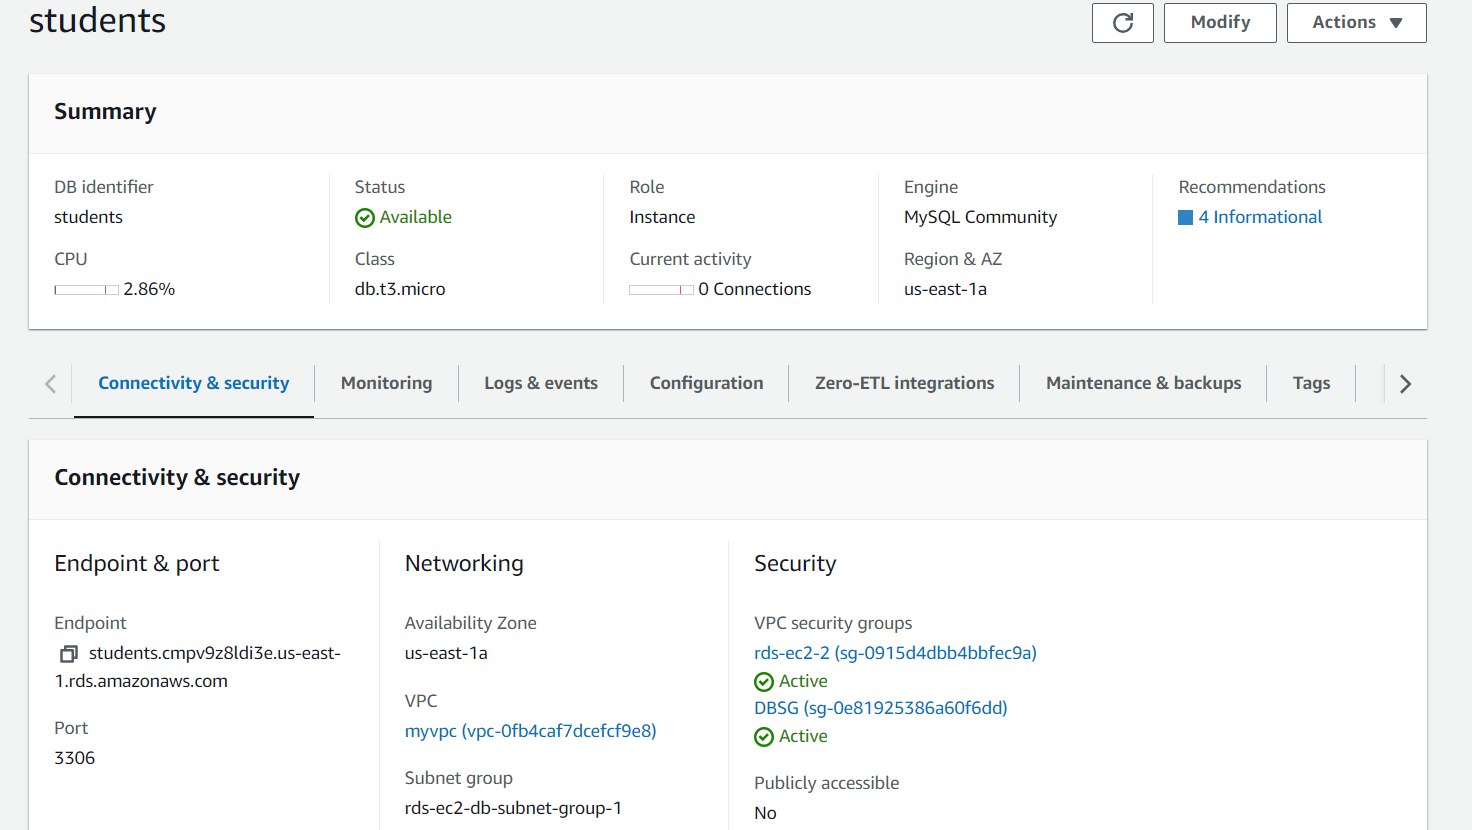 students
Modify
Actions
Summary
DB identifier
students
Status
Available
Role
Instance
Engine
MySQL Community
Recommendations
4 Informational
CPU
2.86%
Class
db.t3.micro
Current activity
0 Connections
Region & AZ
us-east-1a
Connectivity & security
Monitoring
Logs & events
Configuration
Zero-ETL integrations
Maintenance & backups
Tags
Connectivity & security
Endpoint & port
Endpoint
students.cmpv9z8ldi3e.us-east-
1.rds.amazonaws.com
Port
3306
Networking
Availability Zone
us-east-1a
VPC
myvpc (vpc-0fb4caf7dcefcf9e8)
Subnet group
rds-ec2-db-subnet-group-1
Security
VPC security groups
rds-ec2-2 (sg-0915d4dbb4bbfec9a)
Active
DBSG (sg-0e81925386a60f6dd)
Active
Publicly accessible
No